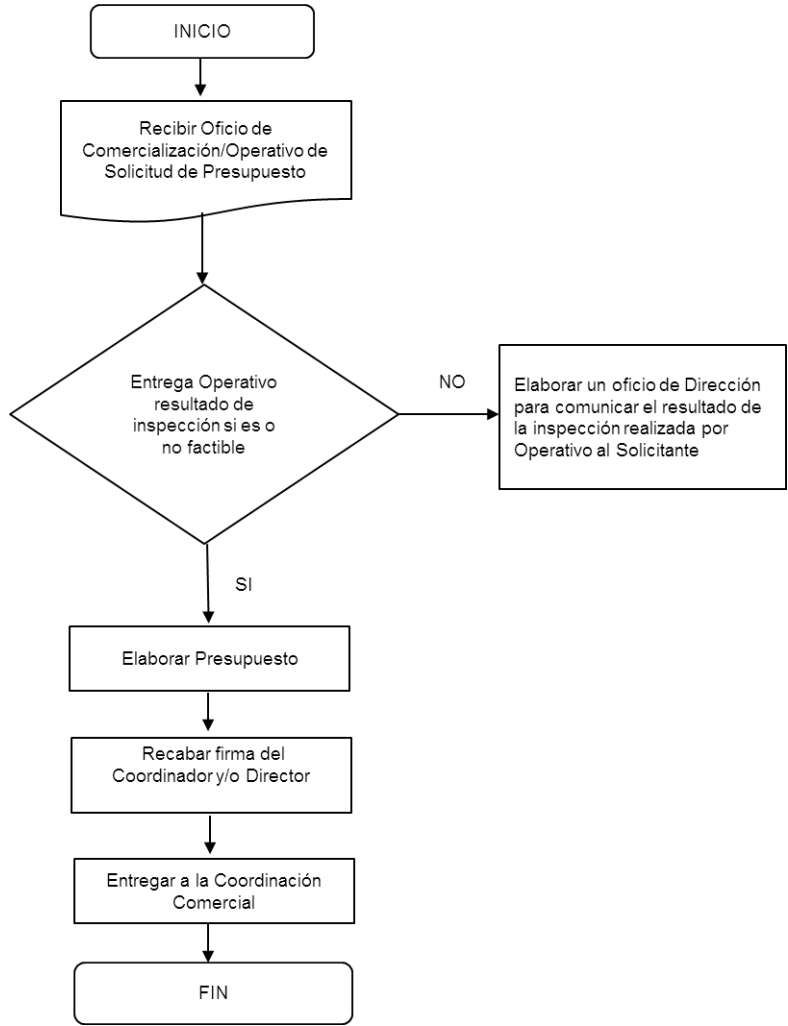 INICIO
Recibir Oficio de
Comercialización/Operativo de
Solicitud de Presupuesto
Entrega Operativo
resultado de
inspección si es o
no factible
NO
Elaborar un oficio de Dirección
para comunicar el resultado de
la inspección realizada por
Operativo al Solicitante
SI
Elaborar Presupuesto
Recabar firma del
Coordinador y/o Director
Entregar a la Coordinación
Comercial
FIN